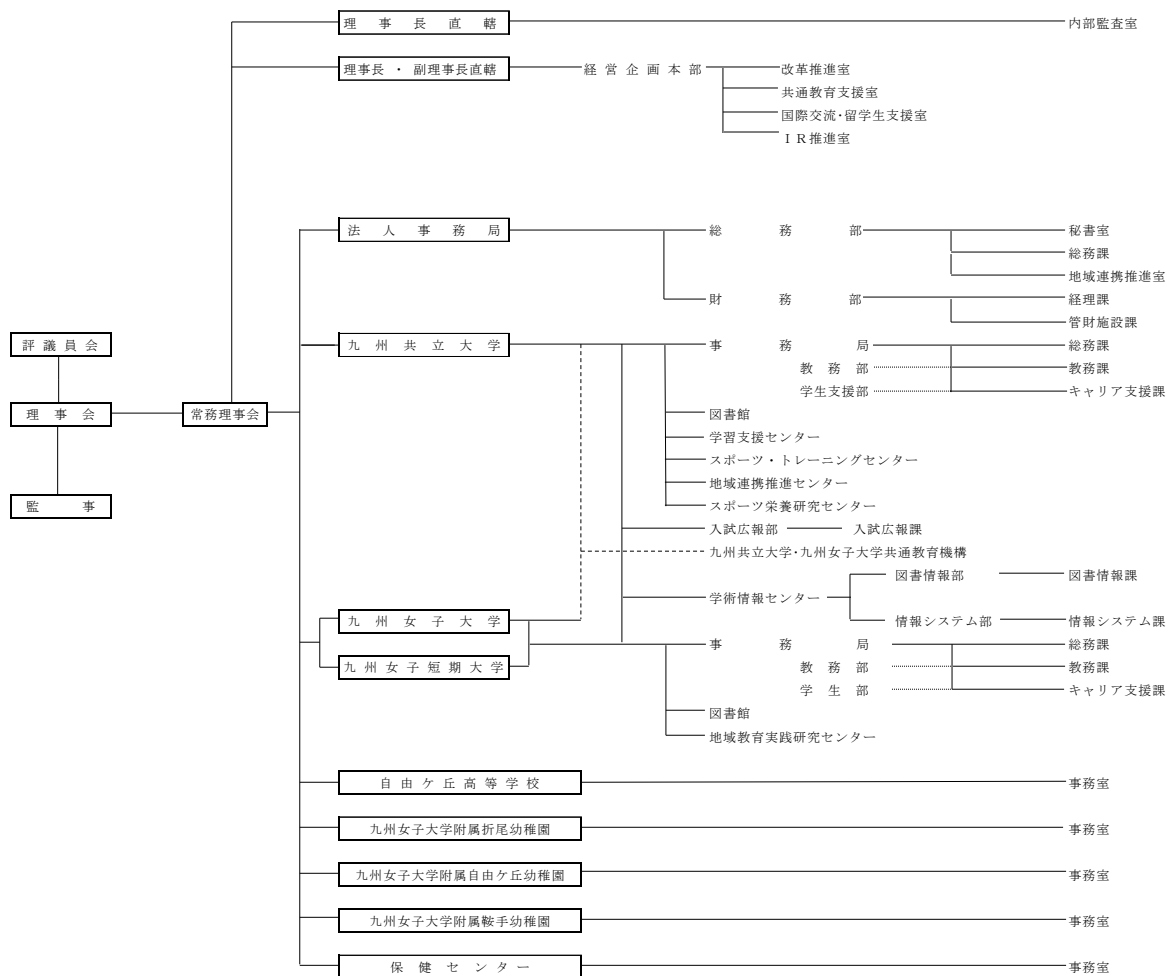 理事長直轄 内部監査室
理事長・副理事長直轄 経営企画本部 改革推進室
共通教育支援室
国際交流・留学生支援室
ＩＲ推進室
法人事務局 総務部 秘書室
総務課
地域連携推進室
財務部 経理課
管財施設課
評議員会 九州共立大学 事務局 総務課
教務部 教務課
学生支援部 キャリア支援課
理事会 常務理事会 図書館
学習支援センター
スポーツ・トレーニングセンター
地域連携推進センター
監事 スポーツ栄養研究センター
入試広報部 入試広報課
九州共立大学・九州女子大学共通教育機構
図書情報部 図書情報課
学術情報センター
九州女子大学 情報システム部 情報システム課
事務局 総務課
九州女子短期大学 教務部 教務課
学生部 キャリア支援課
図書館
地域教育実践研究センター
自由ケ丘高等学校 事務室
九州女子大学附属折尾幼稚園 事務室
九州女子大学附属自由ケ丘幼稚園 事務室
九州女子大学附属鞍手幼稚園 事務室
保健センター 事務室